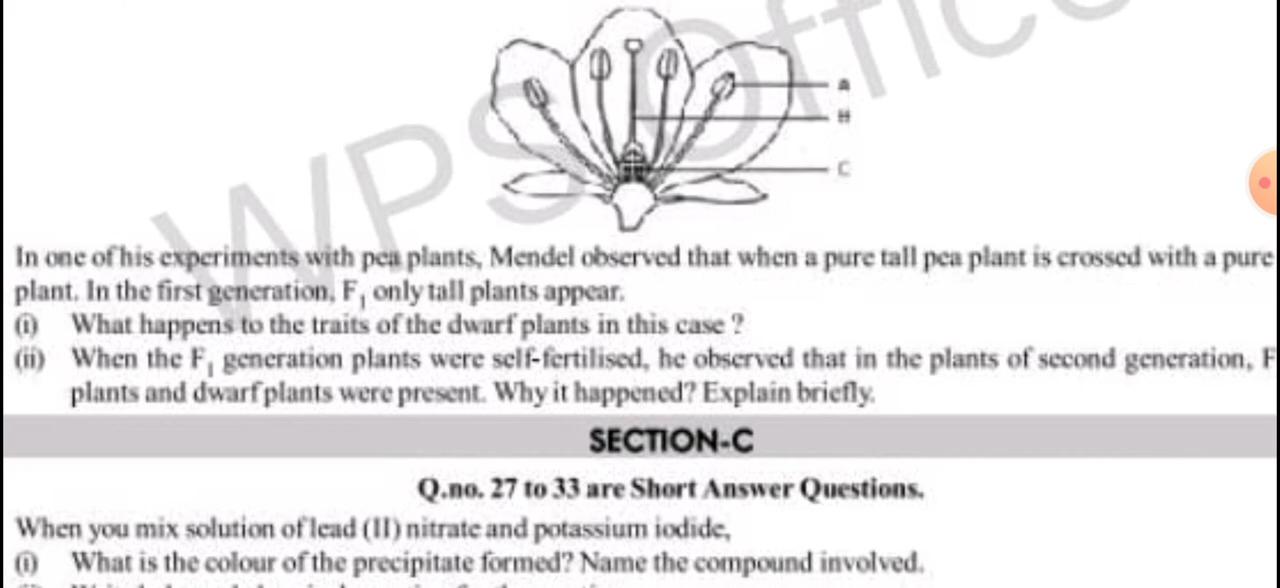 WPS Office
A
B
C
In one of his experiments with pea plants, Mendel observed that when a pure tall pea plant is crossed with a pure
plant. In the first generation, F₁ only tall plants appear.
(i) What happens to the traits of the dwarf plants in this case ?
(ii) When the F₁ generation plants were self-fertilised, he observed that in the plants of second generation, F
plants and dwarf plants were present. Why it happened? Explain briefly.
SECTION-C
Q.no. 27 to 33 are Short Answer Questions.
When you mix solution of lead (II) nitrate and potassium iodide,
(i) What is the colour of the precipitate formed? Name the compound involved.